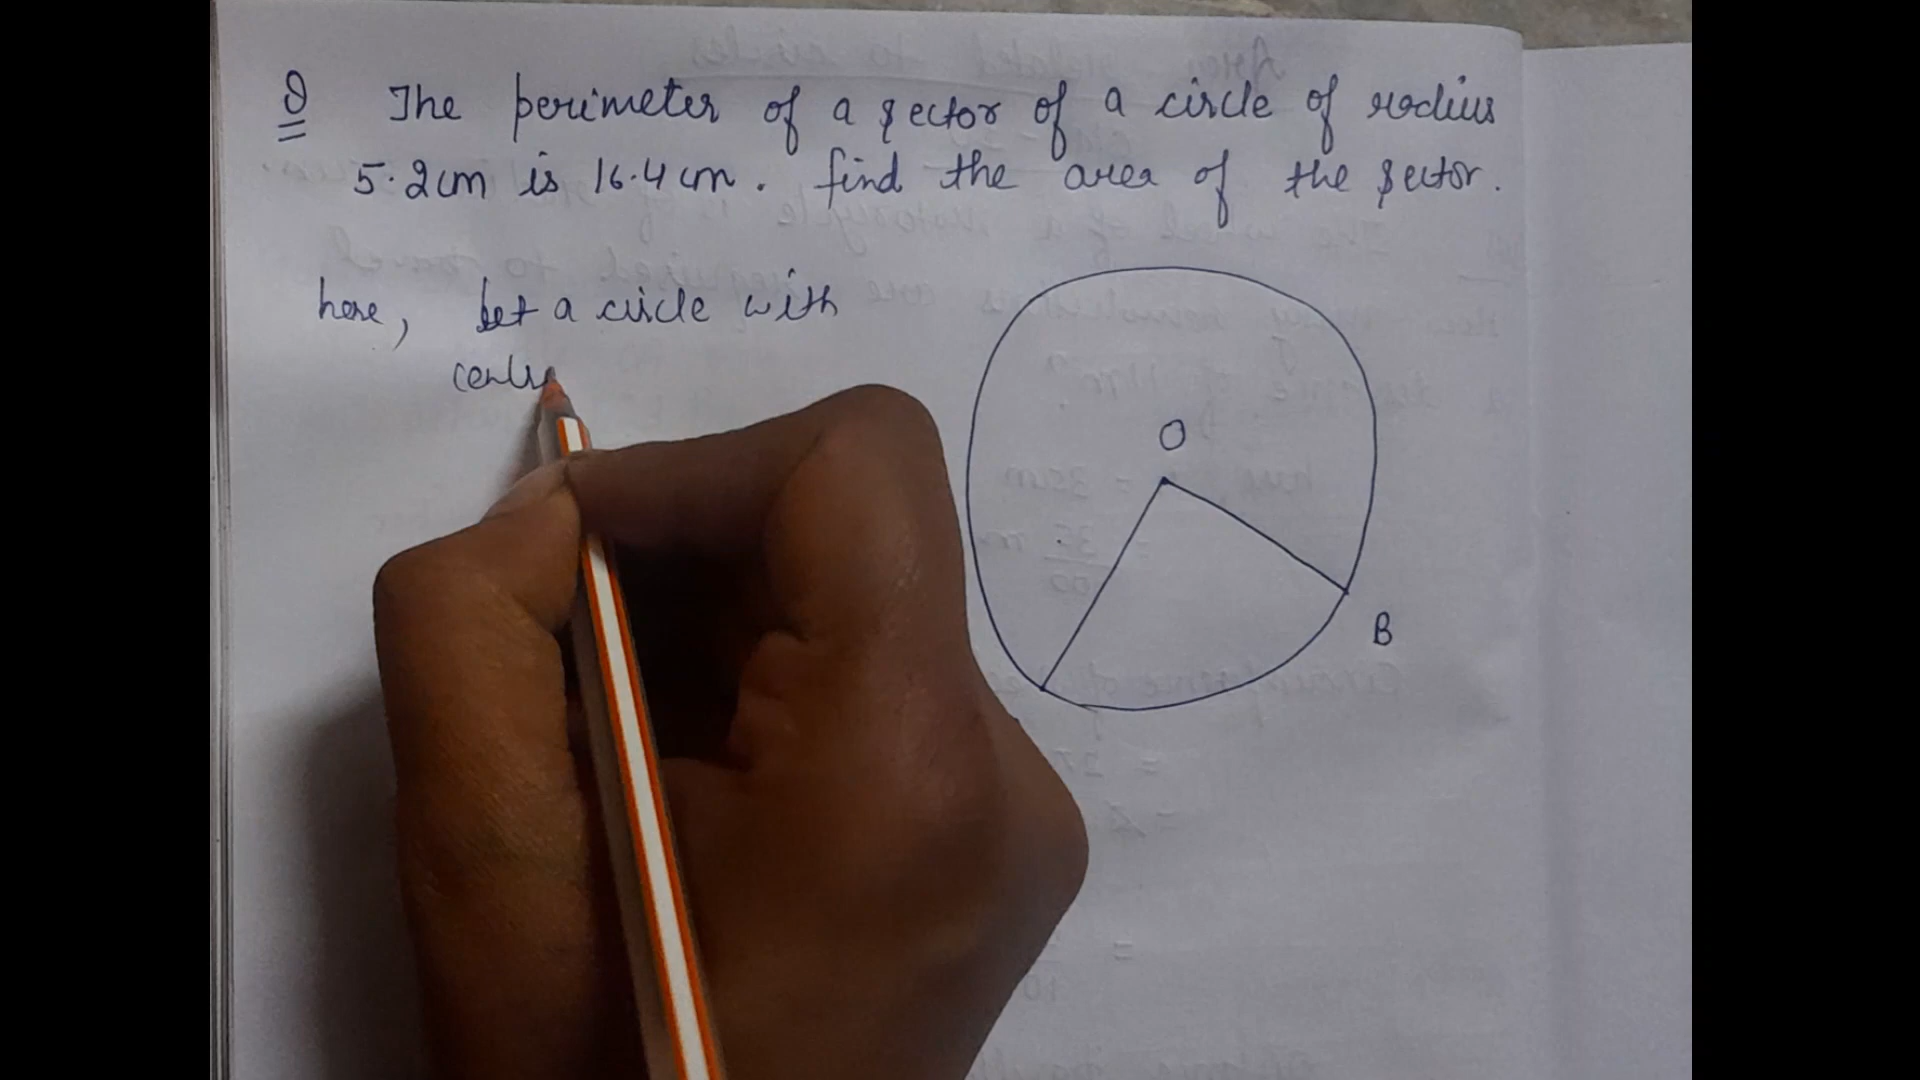 Q The perimeter of a sector of a circle of radius
5.2cm is 16.4cm. find the area of the sector.
here, let a circle with
O
B